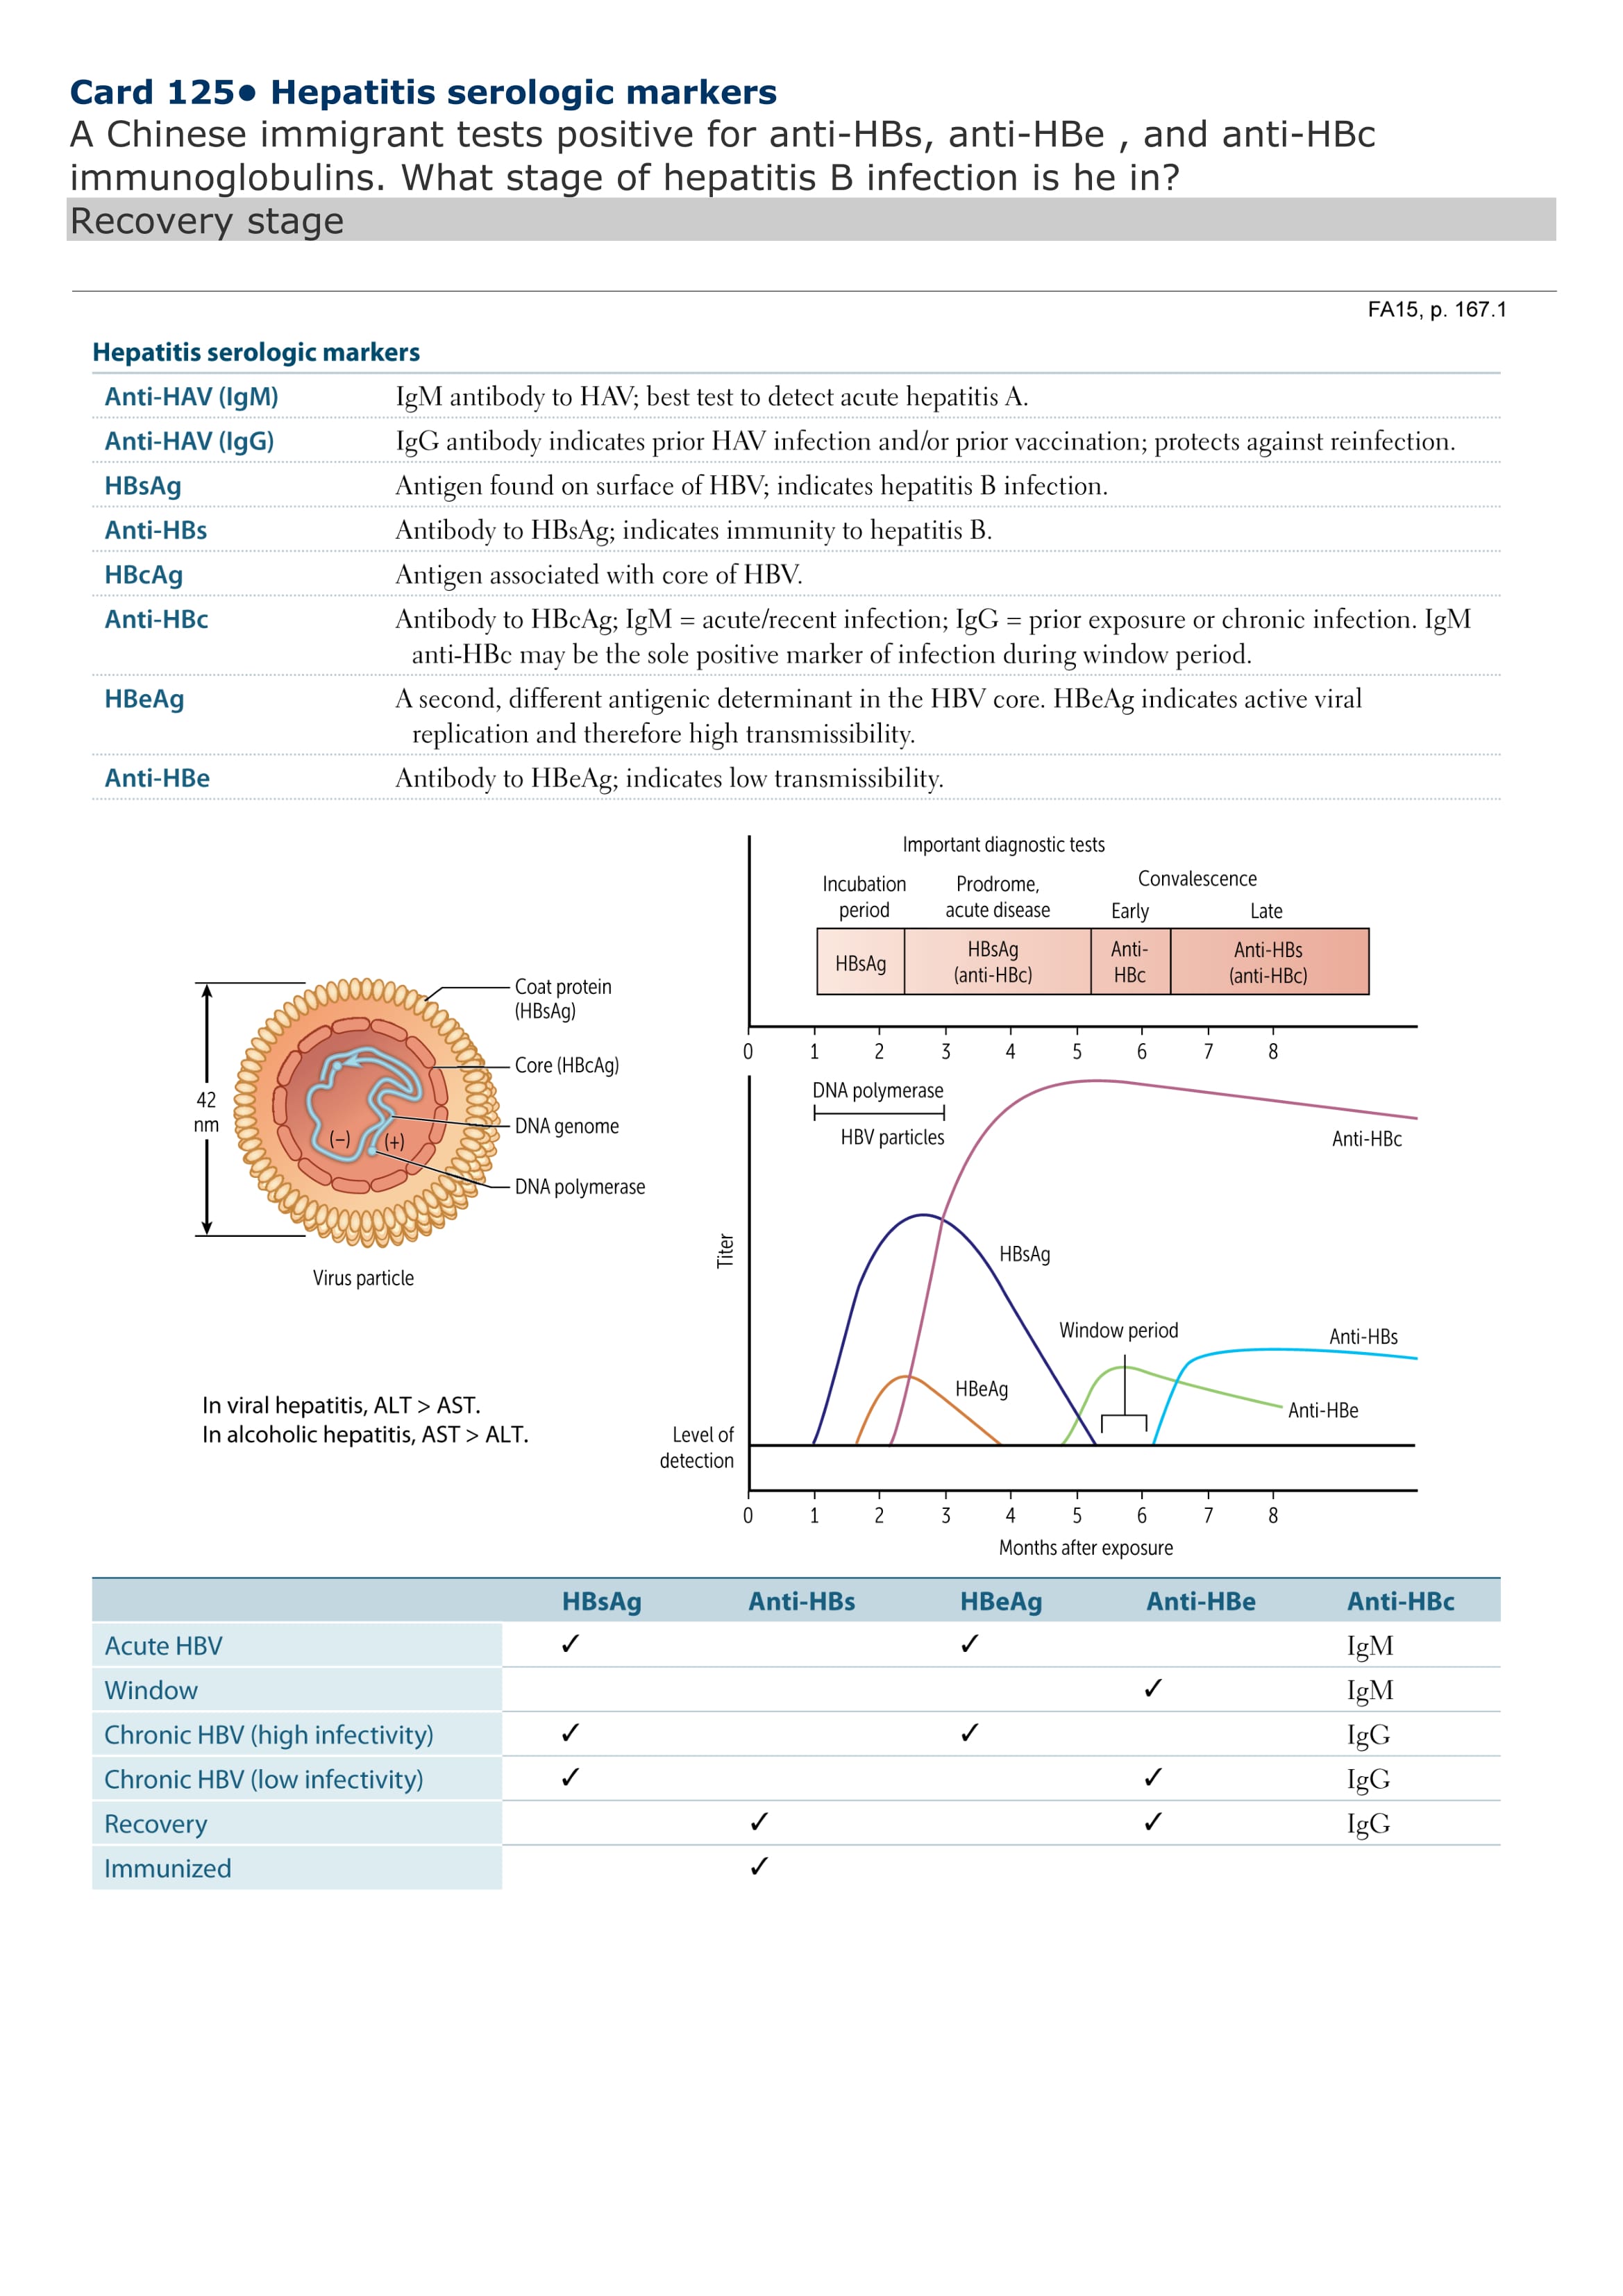 Card 125• Hepatitis serologic markers
A Chinese immigrant tests positive for anti-HBs, anti-HBe , and anti-HBc
immunoglobulins. What stage of hepatitis B infection is he in?
Recovery stage
FA15, p. 167.1
Hepatitis serologic markers
Anti-HAV (IgM) IgM antibody to HAV; best test to detect acute hepatitis A.
Anti-HAV (IgG) IgG antibody indicates prior HAV infection and/or prior vaccination; protects against reinfection.
HBsAg Antigen found on surface of HBV; indicates hepatitis B infection.
Anti-HBs Antibody to HBsAg; indicates immunity to hepatitis B.
HBcAg Antigen associated with core of HBV.
Anti-HBc Antibody to HBcAg; IgM = acute/recent infection; IgG = prior exposure or chronic infection. IgM
anti-HBc may be the sole positive marker of infection during window period.
HBeAg A second, different antigenic determinant in the HBV core. HBeAg indicates active viral
replication and therefore high transmissibility.
Anti-HBe Antibody to HBeAg; indicates low transmissibility.
Coat protein
(HBsAg)
Core (HBcAg)
DNA genome
DNA polymerase
42
nm
(–) (+)
Virus particle
In viral hepatitis, ALT > AST.
In alcoholic hepatitis, AST > ALT.
Important diagnostic tests
Incubation
period
Prodrome,
acute disease
Convalescence
Early Late
HBsAg
HBsAg
(anti-HBc)
Anti-
HBc
Anti-HBs
(anti-HBc)
0 1 2 3 4 5 6 7 8
DNA polymerase
HBV particles
Anti-HBc
Titer
HBsAg
Window period
Anti-HBs
HBeAg
Anti-HBe
Level of
detection
0 1 2 3 4 5 6 7 8
Months after exposure
HBsAg Anti-HBs HBeAg Anti-HBe Anti-HBc
Acute HBV ✓ ✓ IgM
Window ✓ IgM
Chronic HBV (high infectivity) ✓ ✓ IgG
Chronic HBV (low infectivity) ✓ ✓ IgG
Recovery ✓ ✓ IgG
Immunized ✓